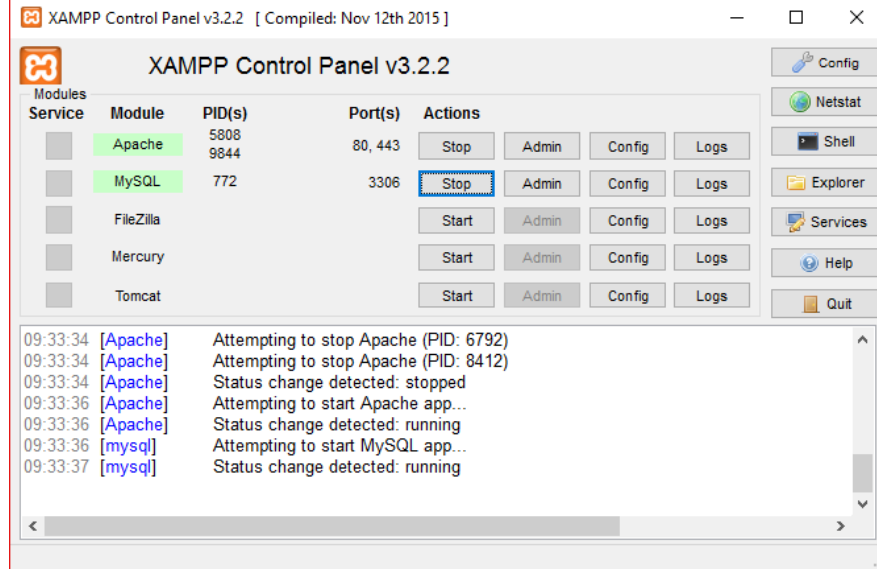 XAMPP Control Panel v3.2.2 [ Compiled: Nov 12th 2015 ]
XAMPP Control Panel v3.2.2
Config
Modules
Service Module PID(s) Port(s) Actions
Netstat
Apache 5808 9844 80, 443 Stop Admin Config Logs
Shell
MySQL 772 3306 Stop Admin Config Logs
Explorer
FileZilla Start Admin Config Logs
Services
Mercury Start Admin Config Logs
Help
Tomcat Start Admin Config Logs
Quit
09:33:34 [Apache] Attempting to stop Apache (PID: 6792)
09:33:34 [Apache] Attempting to stop Apache (PID: 8412)
09:33:34 [Apache] Status change detected: stopped
09:33:36 [Apache] Attempting to start Apache app...
09:33:36 [Apache] Status change detected: running
09:33:36 [mysql] Attempting to start MySQL app...
09:33:37 [mysql] Status change detected: running